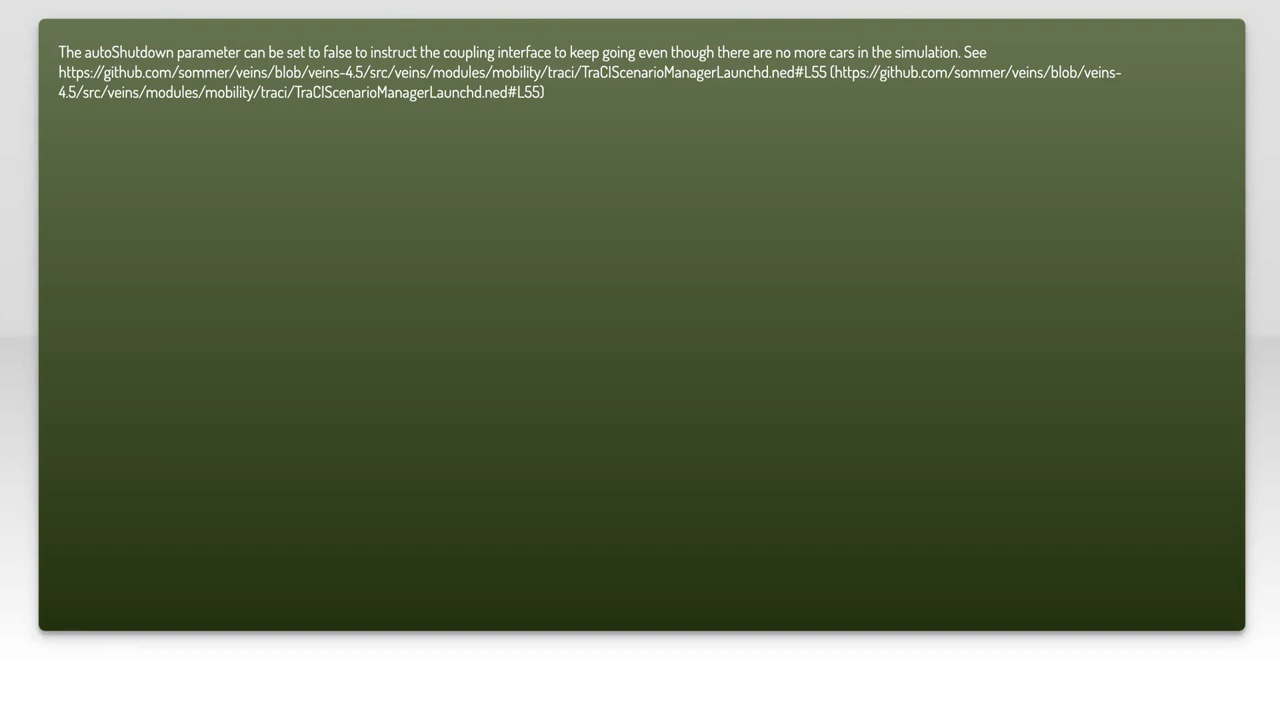 The autoShutdown parameter can be set to false to instruct the coupling interface to keep going even though there are no more cars in the simulation. See
https://github.com/sommer/veins/blob/veins-4.5/src/veins/modules/mobility/traci/TraCIScenarioManagerLaunchd.ned#L55 (https://github.com/sommer/veins/blob/veins-
4.5/src/veins/modules/mobility/traci/TraCIScenarioManagerLaunchd.ned#L55)